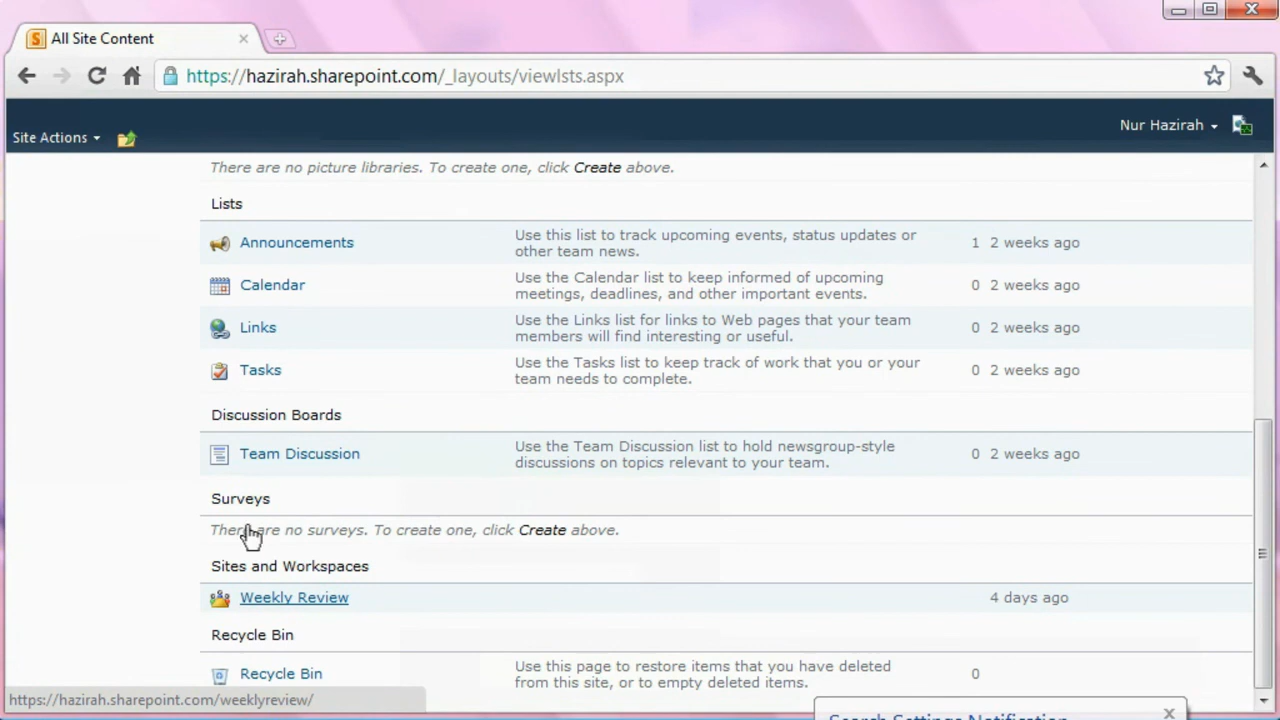 All Site Content
https://hazirah.sharepoint.com/_layouts/viewlsts.aspx
Site Actions
Nur Hazirah
There are no picture libraries. To create one, click Create above.
Lists
Announcements
Use this list to track upcoming events, status updates or
other team news.
1 2 weeks ago
Calendar
Use the Calendar list to keep informed of upcoming
meetings, deadlines, and other important events.
0 2 weeks ago
Links
Use the Links list for links to Web pages that your team
members will find interesting or useful.
0 2 weeks ago
Tasks
Use the Tasks list to keep track of work that you or your
team needs to complete.
0 2 weeks ago
Discussion Boards
Team Discussion
Use the Team Discussion list to hold newsgroup-style
discussions on topics relevant to your team.
0 2 weeks ago
Surveys
There are no surveys. To create one, click Create above.
Sites and Workspaces
Weekly Review
4 days ago
Recycle Bin
Recycle Bin
Use this page to restore items that you have deleted
from this site, or to empty deleted items.
0
https://hazirah.sharepoint.com/weeklyreview/
Search Settings Notification